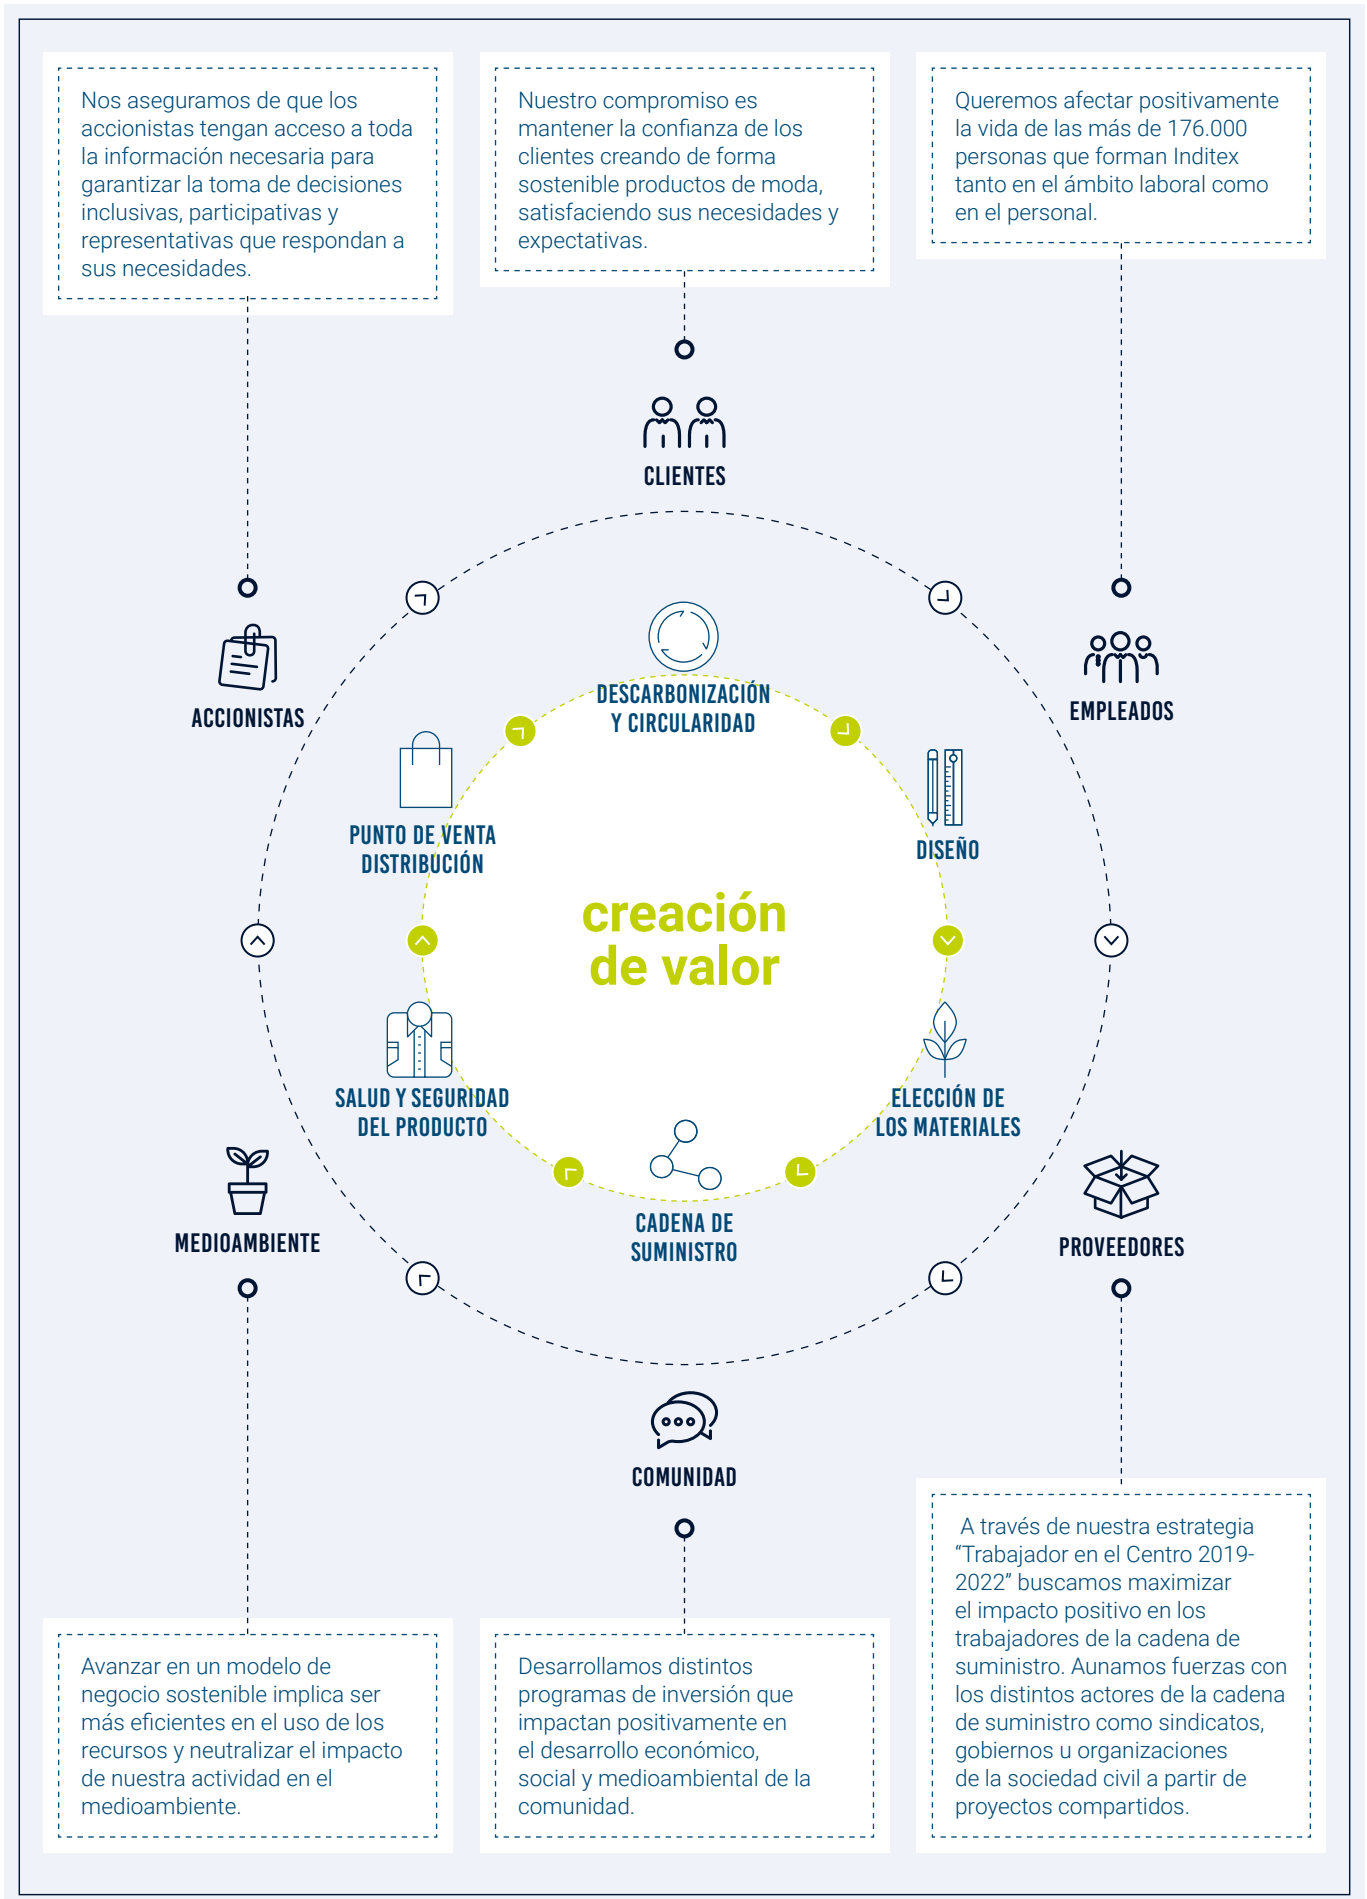 Nos aseguramos de que los
accionistas tengan acceso a toda
la información necesaria para
garantizar la toma de decisiones
inclusivas, participativas y
representativas que respondan a
sus necesidades.
Nuestro compromiso es
mantener la confianza de los
clientes creando de forma
sostenible productos de moda,
satisfaciendo sus necesidades y
expectativas.
Queremos afectar positivamente
la vida de las más de 176.000
personas que forman Inditex
tanto en el ámbito laboral como
en el personal.
CLIENTES
ACCIONISTAS
EMPLEADOS
DESCARBONIZACIÓN
Y CIRCULARIDAD
PUNTO DE VENTA
DISTRIBUCIÓN
DISEÑO
creación
de valor
SALUD Y SEGURIDAD
DEL PRODUCTO
ELECCIÓN DE
LOS MATERIALES
CADENA DE
SUMINISTRO
MEDIOAMBIENTE
PROVEEDORES
COMUNIDAD
Avanzar en un modelo de
negocio sostenible implica ser
más eficientes en el uso de los
recursos y neutralizar el impacto
de nuestra actividad en el
medioambiente.
Desarrollamos distintos
programas de inversión que
impactan positivamente en
el desarrollo económico,
social y medioambiental de la
comunidad.
A través de nuestra estrategia
“Trabajador en el Centro 2019-
2022” buscamos maximizar
el impacto positivo en los
trabajadores de la cadena de
suministro. Aunamos fuerzas con
los distintos actores de la cadena
de suministro como sindicatos,
gobiernos u organizaciones
de la sociedad civil a partir de
proyectos compartidos.